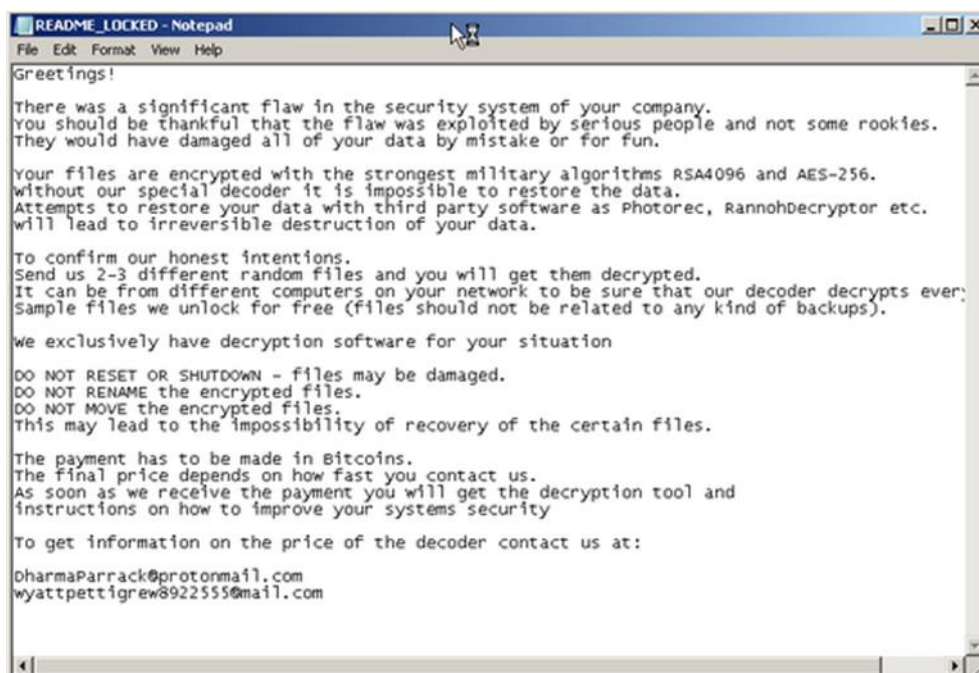 README_LOCKED - Notepad
File Edit Format View Help
Greetings!
There was a significant flaw in the security system of your company.
You should be thankful that the flaw was exploited by serious people and not some rookies.
They would have damaged all of your data by mistake or for fun.
Your files are encrypted with the strongest military algorithms RSA4096 and AES-256.
Without our special decoder it is impossible to restore the data.
Attempts to restore your data with third party software as Photorec, RannohDecryptor etc.
will lead to irreversible destruction of your data.
To confirm our honest intentions.
Send us 2-3 different random files and you will get them decrypted.
It can be from different computers on your network to be sure that our decoder decrypts
Sample files we unlock for free (files should not be related to any kind of backups).
We exclusively have decryption software for your situation
DO NOT RESET OR SHUTDOWN - files may be damaged.
DO NOT RENAME the encrypted files.
DO NOT MOVE the encrypted files.
This may lead to the impossibility of recovery of the certain files.
The payment has to be made in Bitcoins.
The final price depends on how fast you contact us.
As soon as we receive the payment you will get the decryption tool and
instructions on how to improve your systems security
To get information on the price of the decoder contact us at:
DharmaParrack@protonmail.com
wyattpettigrew8922555@mail.com